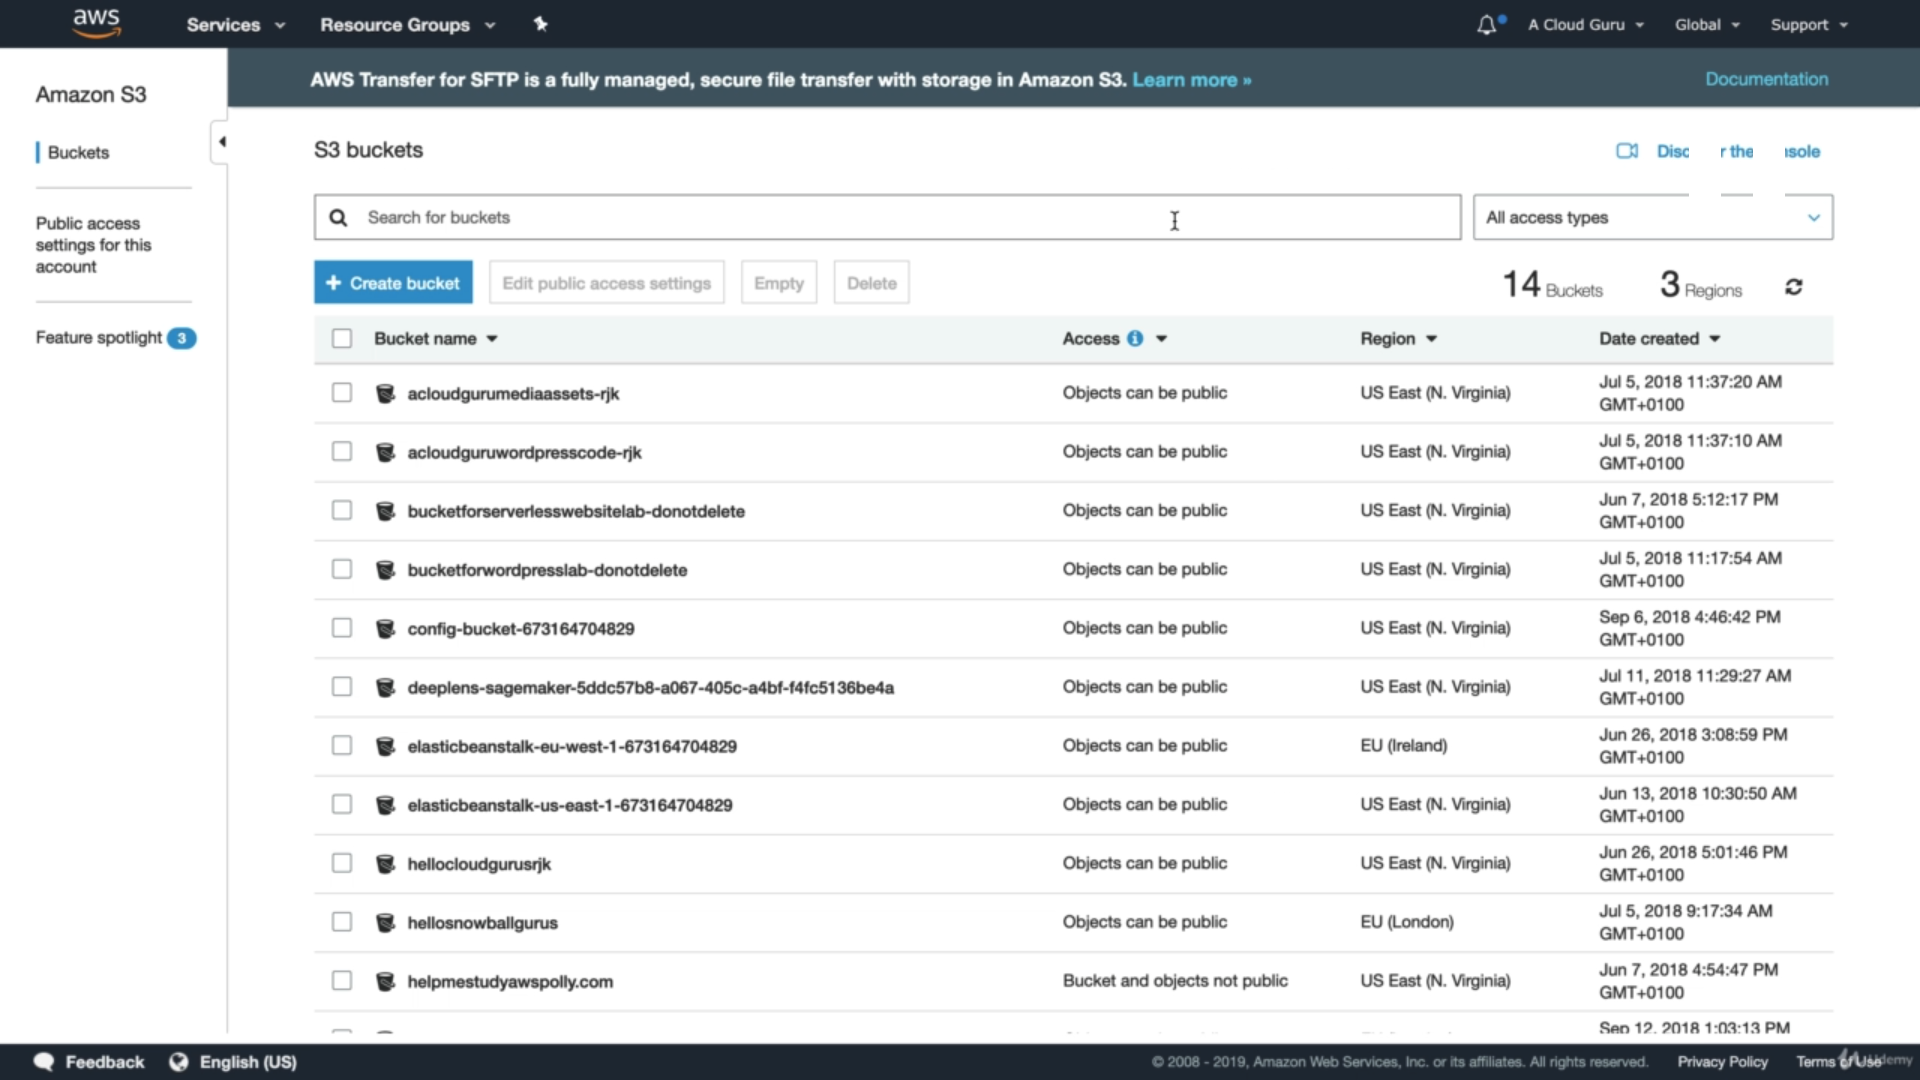 aws Services Resource Groups A Cloud Guru Global Support
Amazon S3
Buckets
Public access
settings for this
account
Feature spotlight 3
AWS Transfer for SFTP is a fully managed, secure file transfer with storage in Amazon S3. Learn more » Documentation
S3 buckets
Search for buckets All access types
+ Create bucket Edit public access settings Empty Delete 14 Buckets 3 Regions
Bucket name Access Region Date created
acloudgurumediaassets-rjk Objects can be public US East (N. Virginia) Jul 5, 2018 11:37:20 AM
GMT+0100
acloudguruwordpresscode-rjk Objects can be public US East (N. Virginia) Jul 5, 2018 11:37:10 AM
GMT+0100
bucketforserverlesswebsitelab-donotdelete Objects can be public US East (N. Virginia) Jun 7, 2018 5:12:17 PM
GMT+0100
bucketforwordpresslab-donotdelete Objects can be public US East (N. Virginia) Jul 5, 2018 11:17:54 AM
GMT+0100
config-bucket-673164704829 Objects can be public US East (N. Virginia) Sep 6, 2018 4:46:42 PM
GMT+0100
deeplens-sagemaker-5ddc57b8-a067-405c-a4bf-f4fc5136be4a Objects can be public US East (N. Virginia) Jul 11, 2018 11:29:27 AM
GMT+0100
elasticbeanstalk-eu-west-1-673164704829 Objects can be public EU (Ireland) Jun 26, 2018 3:08:59 PM
GMT+0100
elasticbeanstalk-us-east-1-673164704829 Objects can be public US East (N. Virginia) Jun 13, 2018 10:30:50 AM
GMT+0100
hellocloudgurusrjk Objects can be public US East (N. Virginia) Jun 26, 2018 5:01:46 PM
GMT+0100
hellosnowballgurus Objects can be public EU (London) Jul 5, 2018 9:17:34 AM
GMT+0100
helpmestudyawspolly.com Bucket and objects not public US East (N. Virginia) Jun 7, 2018 4:54:47 PM
GMT+0100
Sep 12, 2018 1:03:13 PM
Feedback English (US) © 2008 - 2019, Amazon Web Services, Inc. or its affiliates. All rights reserved. Privacy Policy Terms of Use